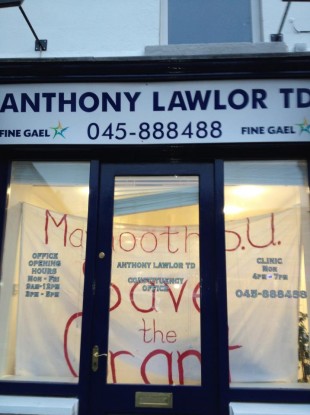 ANTHONY LAWLOR TD
FINE GAEL 045-888488 FINE GAEL
Maynooth S.U.
Save
the
Grant
OFFICE
OPENING
HOURS
MON - FRI
9AM-12PM
2PM - 5PM
ANTHONY LAWLOR TD
CONSTITUENCY
OFFICE
CLINIC
MON
4PM - 7PM
045-888488